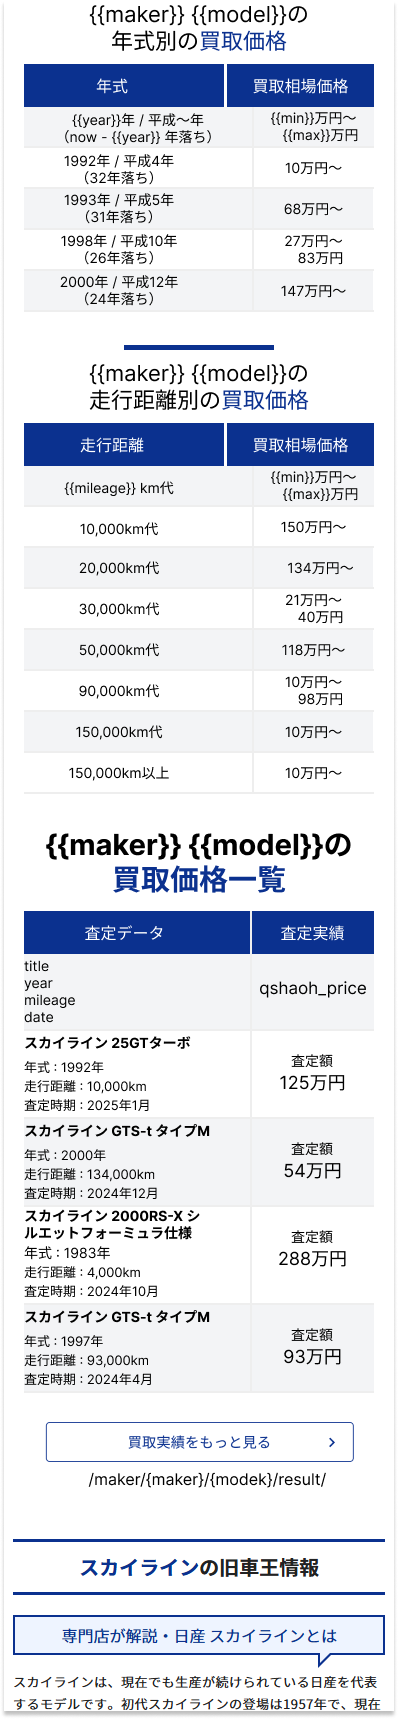 {{maker}} {{model}}の
年式別の買取価格
年式 買取相場価格
{{year}}年 / 平成〜年 {{min}}万円〜
(now - {{year}} 年落ち） {{max}}万円
1992年 / 平成4年
（32年落ち） 10万円〜
1993年 / 平成5年
（31年落ち） 68万円〜
1998年 / 平成10年 27万円〜
（26年落ち） 83万円
2000年 / 平成12年
（24年落ち） 147万円〜
{{maker}} {{model}}の
走行距離別の買取価格
走行距離 買取相場価格
{{mileage}} km代 {{min}}万円〜
{{max}}万円
10,000km代 150万円〜
20,000km代 134万円〜
30,000km代 21万円〜
40万円
50,000km代 118万円〜
90,000km代 10万円〜
98万円
150,000km代 10万円〜
150,000km以上 10万円〜
{{maker}} {{model}}の
買取価格一覧
査定データ 査定実績
title
year
mileage
date
qshaoh_price
スカイライン 25GTターボ
年式 : 1992年
走行距離 : 10,000km
査定時期 : 2025年1月
査定額
125万円
スカイライン GTS-t タイプM
年式 : 2000年
走行距離 : 134,000km
査定時期 : 2024年12月
査定額
54万円
スカイライン 2000RS-X シ
ルエットフォーミュラ仕様
年式 : 1983年
走行距離 : 4,000km
査定時期 : 2024年10月
査定額
288万円
スカイライン GTS-t タイプM
年式 : 1997年
走行距離 : 93,000km
査定時期 : 2024年4月
査定額
93万円
買取実績をもっと見る
/maker/{maker}/{modek}/result/
スカイラインの旧車王情報
専門店が解説・日産 スカイラインとは
スカイラインは、現在でも生産が続けられている日産を代表
するモデルです。初代スカイラインの登場は1957年で、現在